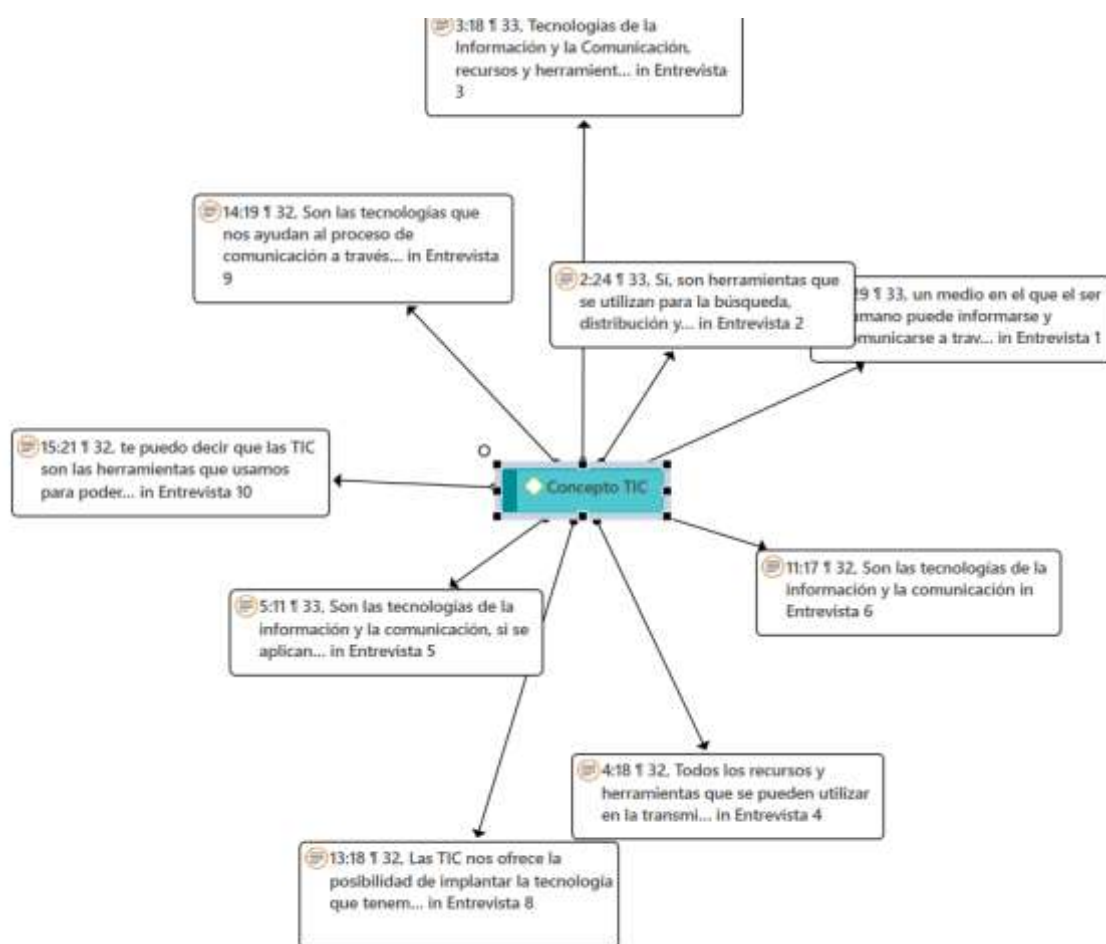 3:18 ¶ 33, Tecnologías de la
Información y la Comunicación,
recursos y herramient... in Entrevista
3
14:19 ¶ 32, Son las tecnologías que
nos ayudan al proceso de
comunicación a través... in Entrevista
9
2:24 ¶ 33, Si, son herramientas que
se utilizan para la búsqueda,
distribución y... in Entrevista 2
¶ 33, un medio en el que el ser
puede informarse y
a trav... in Entrevista 1
15:21 ¶ 32, te puedo decir que las TIC
son las herramientas que usamos
para poder... in Entrevista 10
Concepto TIC
11:17 ¶ 32, Son las tecnologías de la
información y la comunicación in
Entrevista 6
5:11 ¶ 33, Son las tecnologías de la
información y la comunicación, si se
aplican... in Entrevista 5
4:18 ¶ 32, Todos los recursos y
herramientas que se pueden utilizar
en la transmi... in Entrevista 4
13:18 ¶ 32, Las TIC nos ofrece la
posibilidad de implantar la tecnología
que tenem... in Entrevista 8